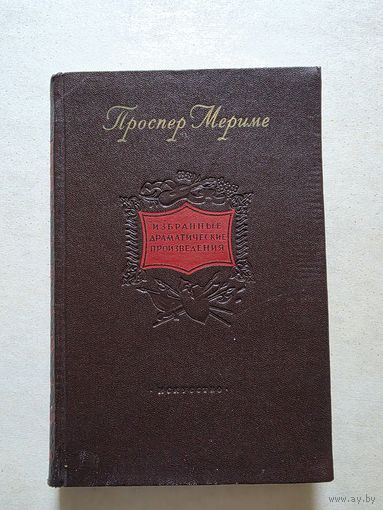 Проспер Мериме
ИЗБРАННЫЕ
ДРАМАТИЧЕСКИЕ
ПРОИЗВЕДЕНИЯ
· ИСКУССТВО ·
www.ay.by